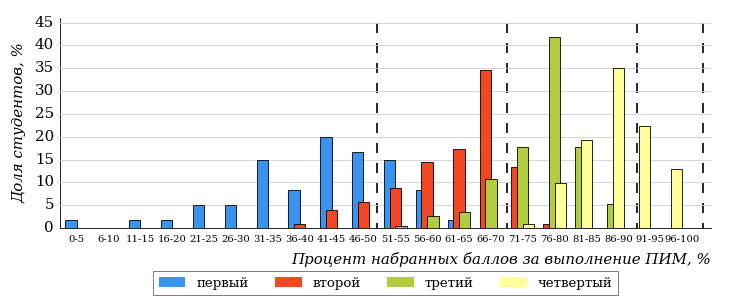 45
40
35
30
25
20
15
10
5
0
Доля студентов, %
0-5 6-10 11-15 16-20 21-25 26-30 31-35 36-40 41-45 46-50 51-55 56-60 61-65 66-70 71-75 76-80 81-85 86-90 91-95 96-100
Процент набранных баллов за выполнение ПИМ, %
первый второй третий четвертый